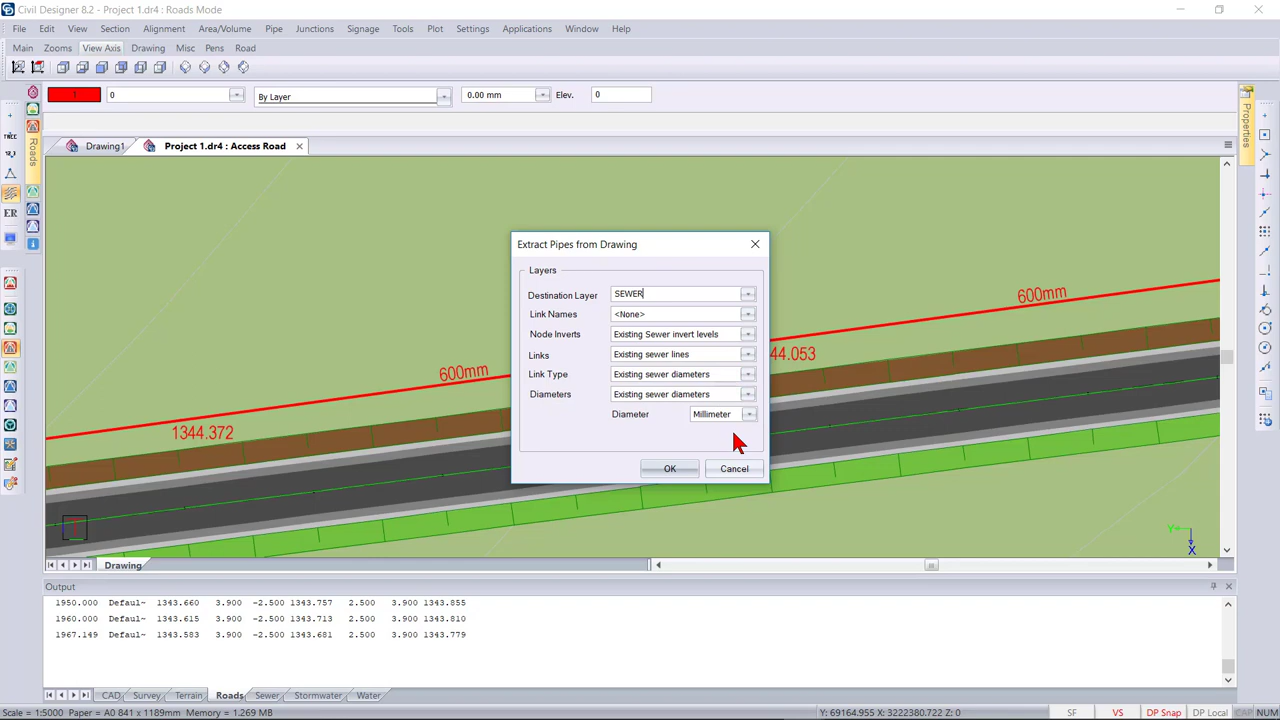 Civil Designer 8.2 - Project 1.dr4 : Roads Mode
File Edit View Section Alignment Area/Volume Pipe Junctions Signage Tools Plot Settings Applications Window Help
Main Zooms View Axis Drawing Misc Pens Road
1 0 By Layer 0.00 mm Elev. 0
Drawing1 Project 1.dr4 : Access Road
Roads
Properties
ER
Extract Pipes from Drawing
Layers
Destination Layer SEWER
Link Names <None>
Node Inverts Existing Sewer invert levels
Links Existing sewer lines
Link Type Existing sewer diameters
Diameters Existing sewer diameters
Diameter Millimeter
OK Cancel
600mm
44.053
600mm
1344.372
Y
X
Drawing
Output
1950.000 Defaul~ 1343.660 3.900 -2.500 1343.757 2.500 3.900 1343.855
1960.000 Defaul~ 1343.615 3.900 -2.500 1343.713 2.500 3.900 1343.810
1967.149 Defaul~ 1343.583 3.900 -2.500 1343.681 2.500 3.900 1343.779
CAD Survey Terrain Roads Sewer Stormwater Water
Scale = 1:5000 Paper = A0 841 x 1189mm Memory = 1.269 MB Y: 69164.955 X: 3222380.722 Z: 0 SF VS DP Snap DP Local CAP NUM